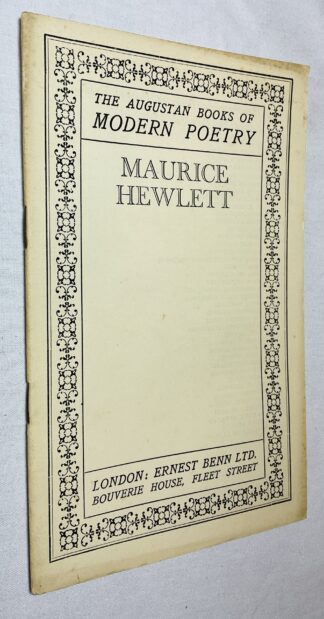 THE AUGUSTAN BOOKS OF
MODERN POETRY
MAURICE
HEWLETT
LONDON: ERNEST BENN LTD.
BOUVERIE HOUSE, FLEET STREET